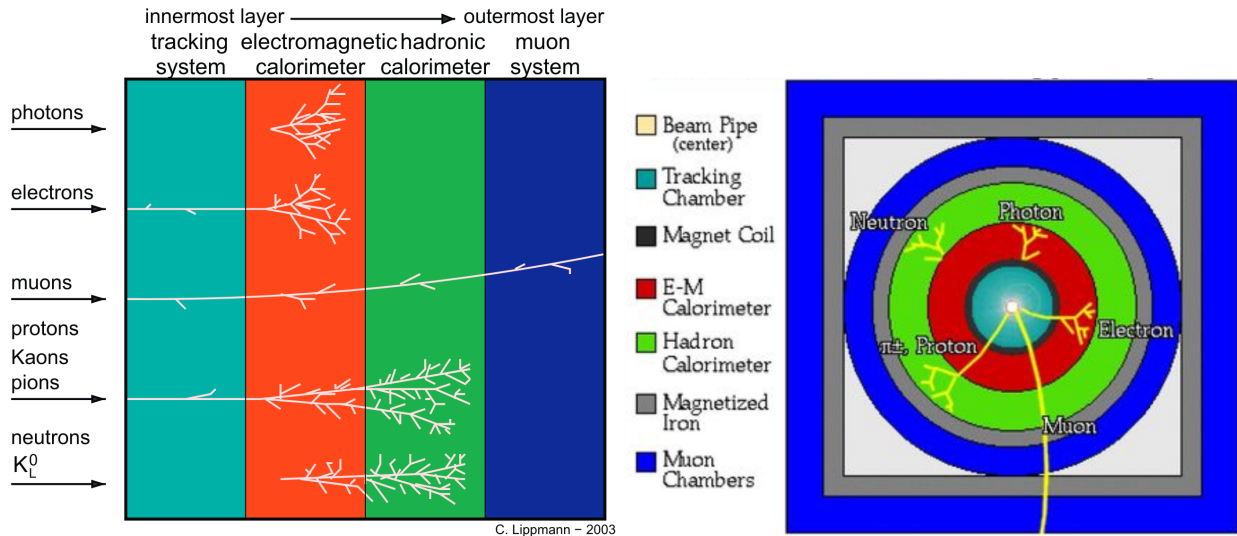 innermost layer
outermost layer
tracking
system
electromagnetic
calorimeter
hadronic
calorimeter
muon
system
photons
electrons
muons
protons
Kaons
pions
neutrons
K⁰L
C. Lippmann − 2003
Beam Pipe
(center)
Tracking
Chamber
Magnet Coil
E-M
Calorimeter
Hadron
Calorimeter
Magnetized
Iron
Muon
Chambers
Neutron
Photon
Electron
π±, Proton
Muon